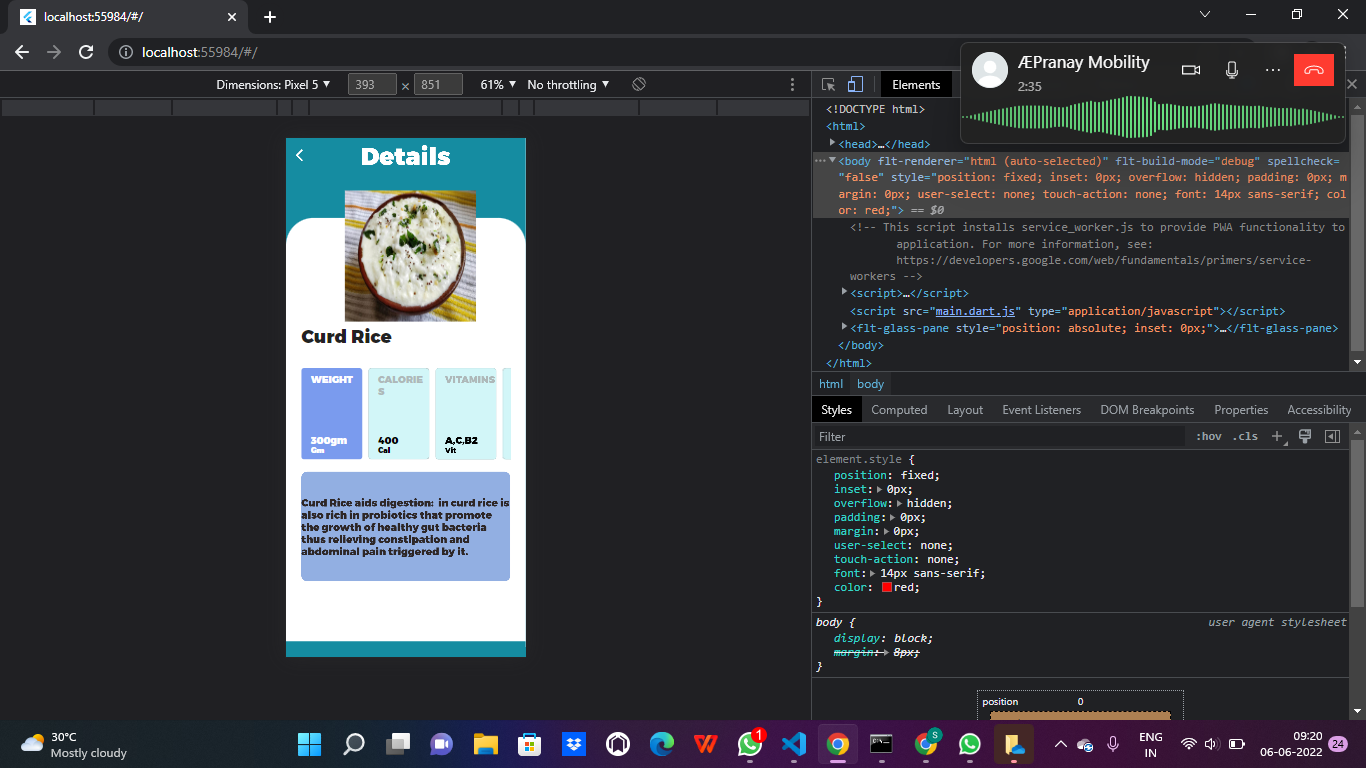 localhost:55984/#/
localhost:55984/#/
ÆPranay Mobility
2:35
Dimensions: Pixel 5
393
×
851
61%
No throttling
Elements
Details
Curd Rice
WEIGHT
300gm
Gm
CALORIE
S
400
Cal
VITAMINS
A,C,B2
Vit
Curd Rice aids digestion:  in curd rice is
also rich in probiotics that promote
the growth of healthy gut bacteria
thus relieving constipation and
abdominal pain triggered by it.
<!DOCTYPE html>
<html>
<head>…</head>
<body flt-renderer="html (auto-selected)" flt-build-mode="debug" spellcheck=
"false" style="position: fixed; inset: 0px; overflow: hidden; padding: 0px; m
argin: 0px; user-select: none; touch-action: none; font: 14px sans-serif; col
or: red;"> == $0
<!-- This script installs service_worker.js to provide PWA functionality to
application. For more information, see:
https://developers.google.com/web/fundamentals/primers/service-
workers -->
<script>…</script>
<script src="main.dart.js" type="application/javascript"></script>
<flt-glass-pane style="position: absolute; inset: 0px;">…</flt-glass-pane>
</body>
</html>
html body
Styles Computed Layout Event Listeners DOM Breakpoints Properties Accessibility
Filter
:hov .cls
element.style {
position: fixed;
inset: 0px;
overflow: hidden;
padding: 0px;
margin: 0px;
user-select: none;
touch-action: none;
font: 14px sans-serif;
color: red;
}
body {
user agent stylesheet
display: block;
margin: 8px;
}
position 0
30°C
Mostly cloudy
1
S
ENG
IN
09:20
06-06-2022
24